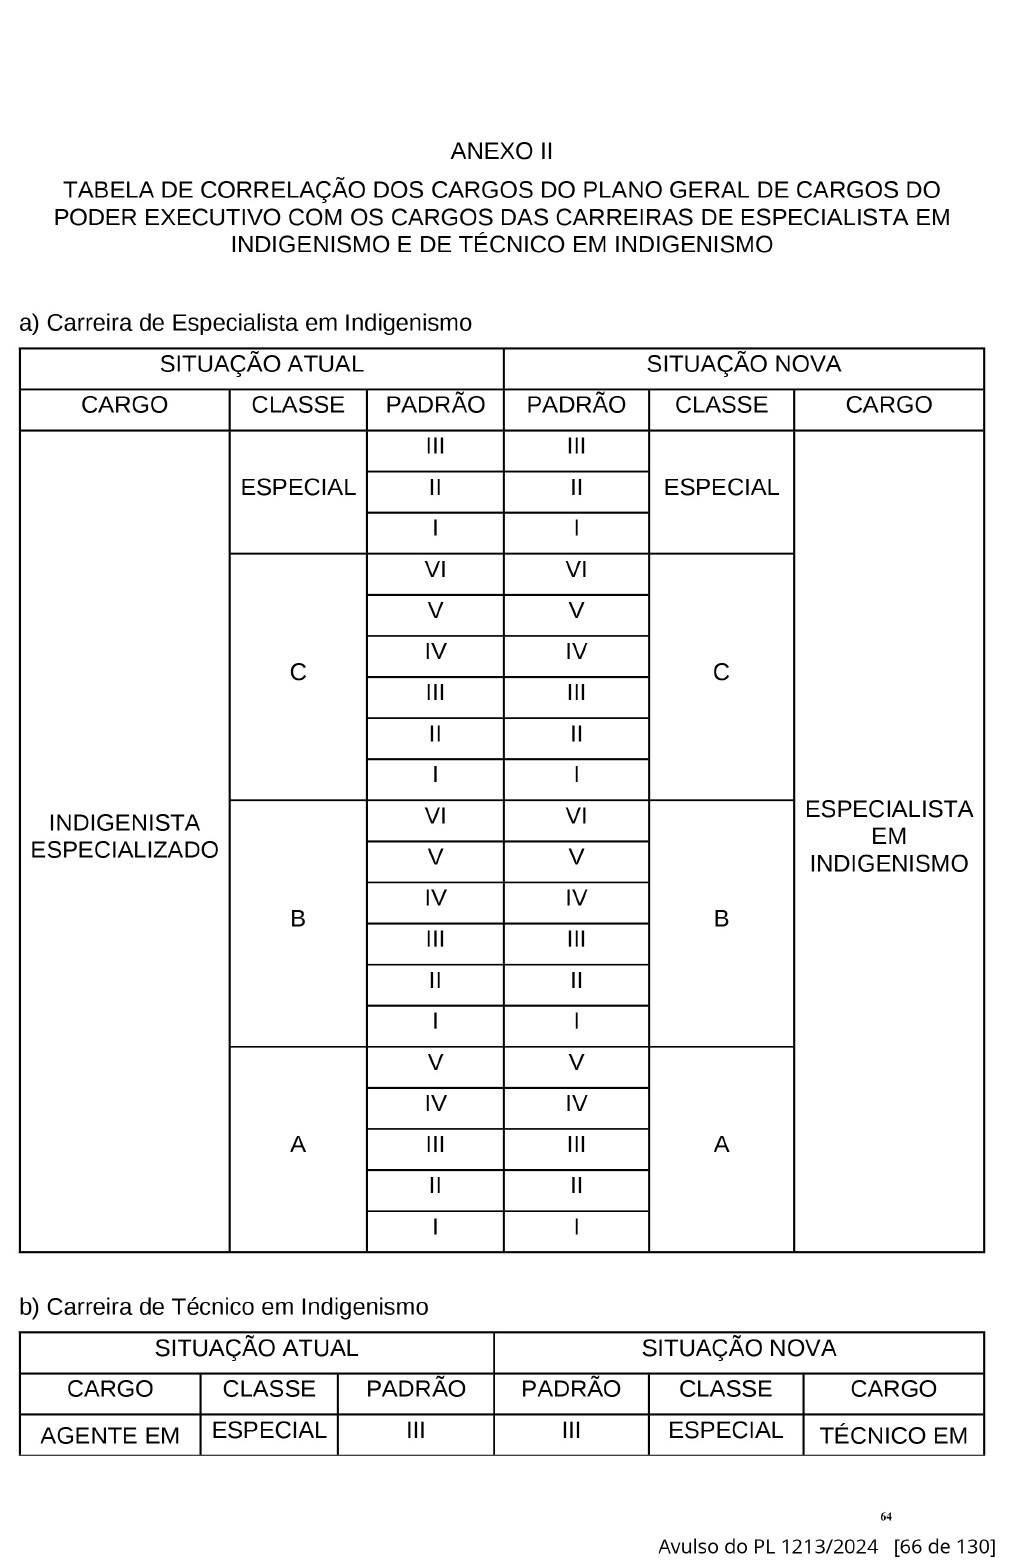 ANEXO II
TABELA DE CORRELAÇÃO DOS CARGOS DO PLANO GERAL DE CARGOS DO
PODER EXECUTIVO COM OS CARGOS DAS CARREIRAS DE ESPECIALISTA EM
INDIGENISMO E DE TÉCNICO EM INDIGENISMO
a) Carreira de Especialista em Indigenismo
SITUAÇÃO ATUAL SITUAÇÃO NOVA
CARGO CLASSE PADRÃO PADRÃO CLASSE CARGO
III III
ESPECIAL II II ESPECIAL
I I
VI VI
V V
IV IV
C C
III III
II II
I I
VI VI
ESPECIALISTA
INDIGENISTA
EM
ESPECIALIZADO
V V
INDIGENISMO
IV IV
B B
III III
II II
I I
V V
IV IV
A III III A
II II
I I
b) Carreira de Técnico em Indigenismo
SITUAÇÃO ATUAL SITUAÇÃO NOVA
CARGO CLASSE PADRÃO PADRÃO CLASSE CARGO
AGENTE EM ESPECIAL III III ESPECIAL TÉCNICO EM
64
Avulso do PL 1213/2024 [66 de 130]